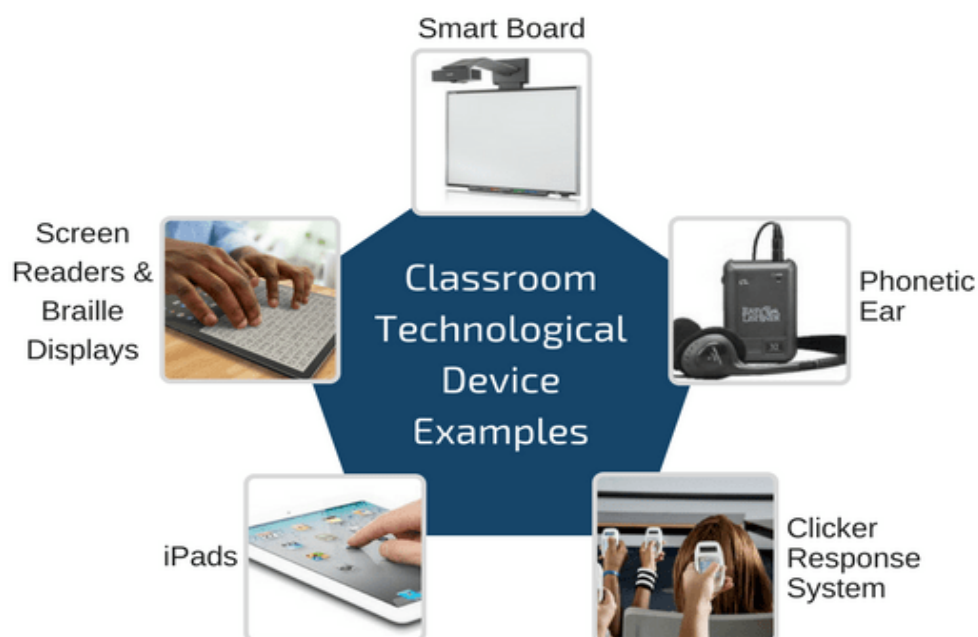 Smart Board
Screen
Readers &
Braille
Displays
Classroom
Technological
Device
Examples
Phonetic
Ear
iPads
Clicker
Response
System